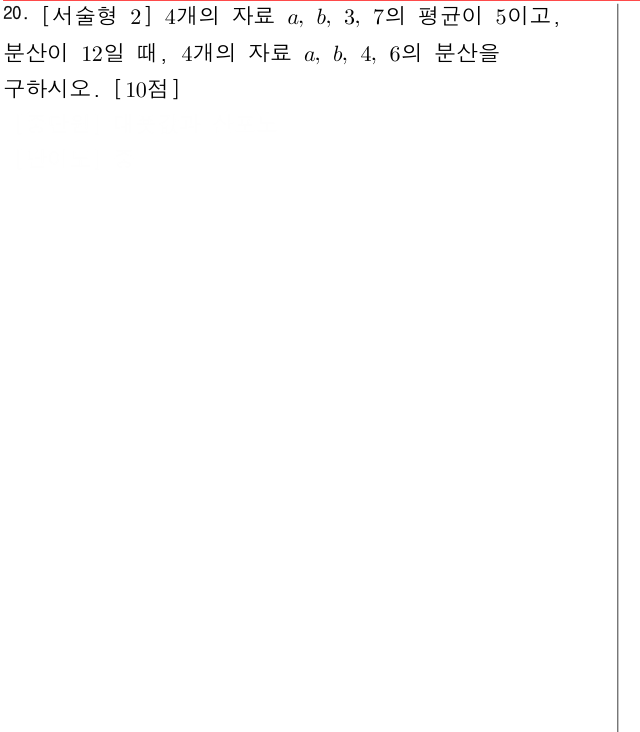 20. [서술형 2] 4개의 자료 a, b, 3, 7의 평균이 5이고,
분산이 12일 때, 4개의 자료 a, b, 4, 6의 분산을
구하시오. [10점]